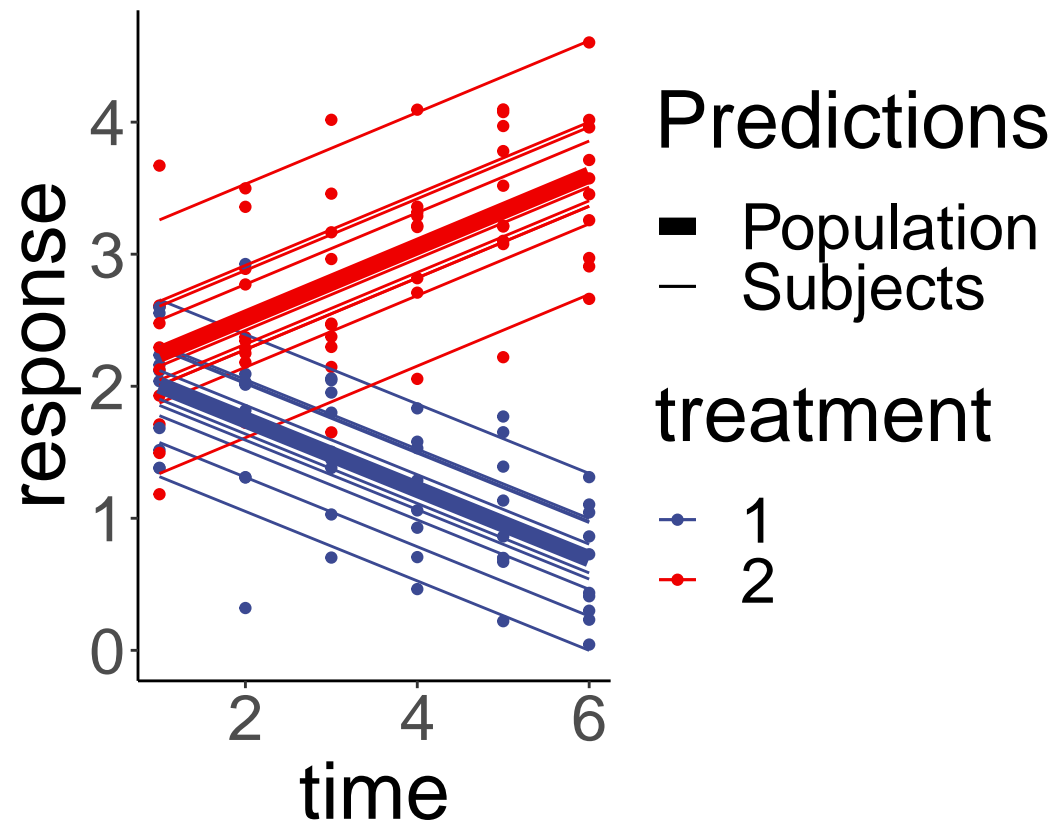 response
4
3
2
1
0
2 4 6
time
Predictions
Population
Subjects
treatment
1
2